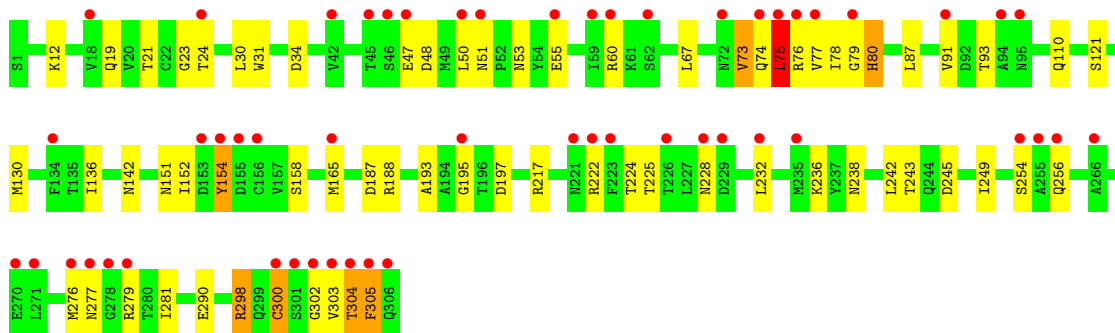 S1 K12 V18 Q19 V20 T21 C22 G23 T24 L30 W31 D34 V42 T45 S46 E47 D48 M49 L50 N51 P52 N53 Y54 E55 I59 R60 K61 S62 L67 N72 V73 Q74 L75 R76 V77 I78 G79 H80 L87 V91 D92 T93 A94 N95 Q110 S121
M130 F134 T135 I136 N142 N151 I152 D153 Y154 D155 C156 V157 S158 M165 D187 R188 A193 A194 G195 T196 D197 R217 N221 R222 F223 T224 T225 T226 L227 N228 D229 L232 M235 K236 Y237 N238 L242 T243 Q244 D245 I249 S254 A255 Q256 A266
E270 L271 M276 N277 G278 R279 T280 I281 E290 R298 Q299 C300 S301 G302 V303 T304 F305 Q306